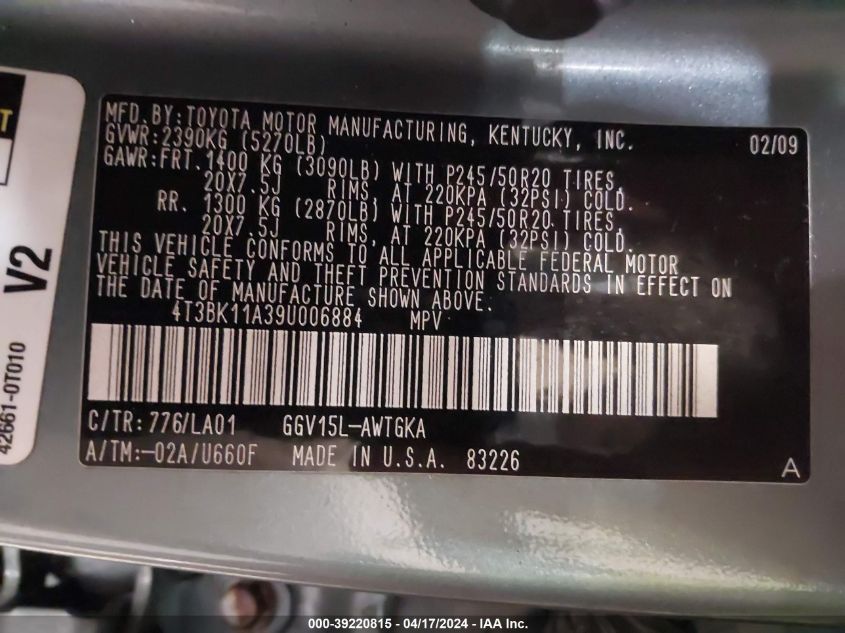 MFD. BY: TOYOTA MOTOR MANUFACTURING, KENTUCKY, INC. 02/09
GVWR: 2390KG (5270LB)
GAWR: FRT. 1400 KG (3090LB) WITH P245/50R20 TIRES,
20X7.5J RIMS, AT 220KPA (32PSI) COLD.
RR. 1300 KG (2870LB) WITH P245/50R20 TIRES,
20X7.5J RIMS, AT 220KPA (32PSI) COLD.
THIS VEHICLE CONFORMS TO ALL APPLICABLE FEDERAL MOTOR
VEHICLE SAFETY AND THEFT PREVENTION STANDARDS IN EFFECT ON
THE DATE OF MANUFACTURE SHOWN ABOVE.
4T3BK11A39U006884 MPV
C/TR: 776/LA01 GGV15L-AWTGKA
A/TM:-02A/U660F MADE IN U.S.A. 83226 A
V2
42661-0T010
000-39220815 - 04/17/2024 - IAA Inc.